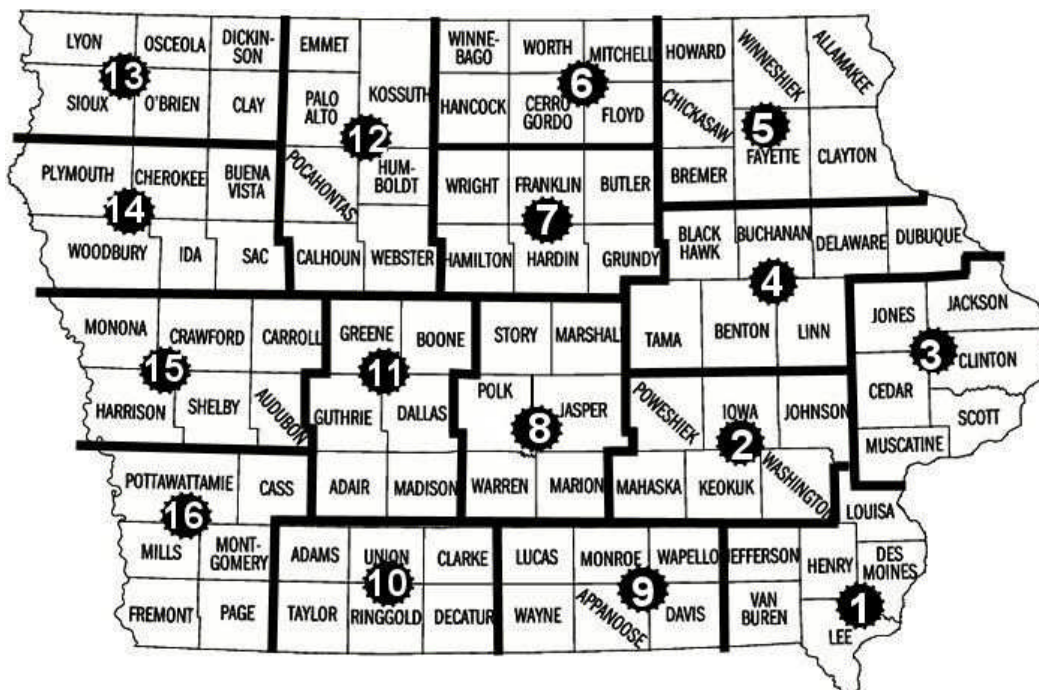 LYON
OSCEOLA
DICKIN-
SON
EMMET
WINNE-
BAGO
WORTH
MITCHELL
HOWARD
WINNESHIEK
ALLAMAKEE
13
6
SIOUX
O'BRIEN
CLAY
PALO
ALTO
KOSSUTH
HANCOCK
CERRO
GORDO
FLOYD
CHICKASAW
5
12
PLYMOUTH
CHEROKEE
BUENA
VISTA
POCAHONTAS
HUM-
BOLDT
WRIGHT
FRANKLIN
BUTLER
BREMER
FAYETTE
CLAYTON
14
7
WOODBURY
IDA
SAC
CALHOUN
WEBSTER
HAMILTON
HARDIN
GRUNDY
BLACK
HAWK
BUCHANAN
DELAWARE
DUBUQUE
4
MONONA
CRAWFORD
CARROLL
GREENE
BOONE
STORY
MARSHAL
TAMA
BENTON
LINN
JONES
JACKSON
3
15
11
CLINTON
HARRISON
SHELBY
AUDUBON
GUTHRIE
DALLAS
POLK
JASPER
8
POWESHIEK
IOWA
2
JOHNSON
CEDAR
SCOTT
MUSCATINE
POTTAWATTAMIE
CASS
ADAIR
MADISON
WARREN
MARION
MAHASKA
KEOKUK
WASHINGTON
LOUISA
16
MILLS
MONT-
GOMERY
ADAMS
UNION
CLARKE
LUCAS
MONROE
WAPELLO
JEFFERSON
HENRY
DES
MOINES
10
9
1
FREMONT
PAGE
TAYLOR
RINGGOLD
DECATUR
WAYNE
APPANOOSE
DAVIS
VAN
BUREN
LEE